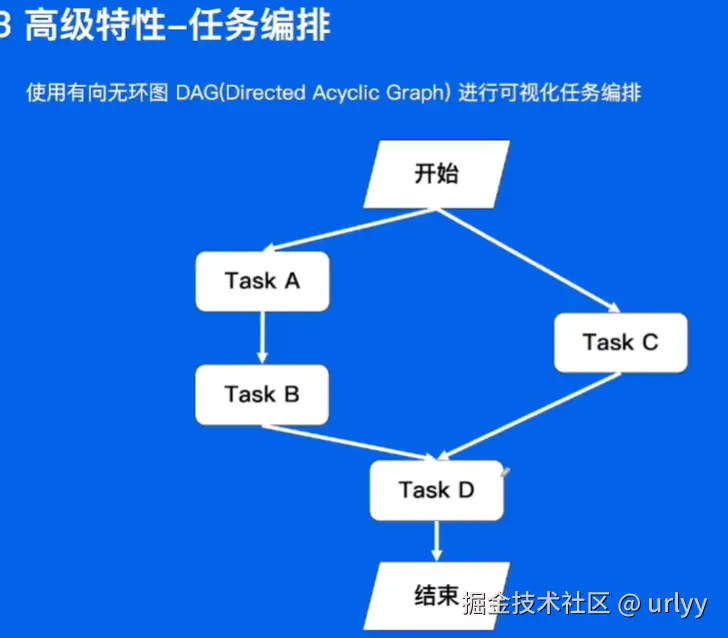 3 高级特性-任务编排
使用有向无环图 DAG(Directed Acyclic Graph) 进行可视化任务编排
开始
Task A
Task C
Task B
Task D
结束
掘金技术社区 @ urlyy